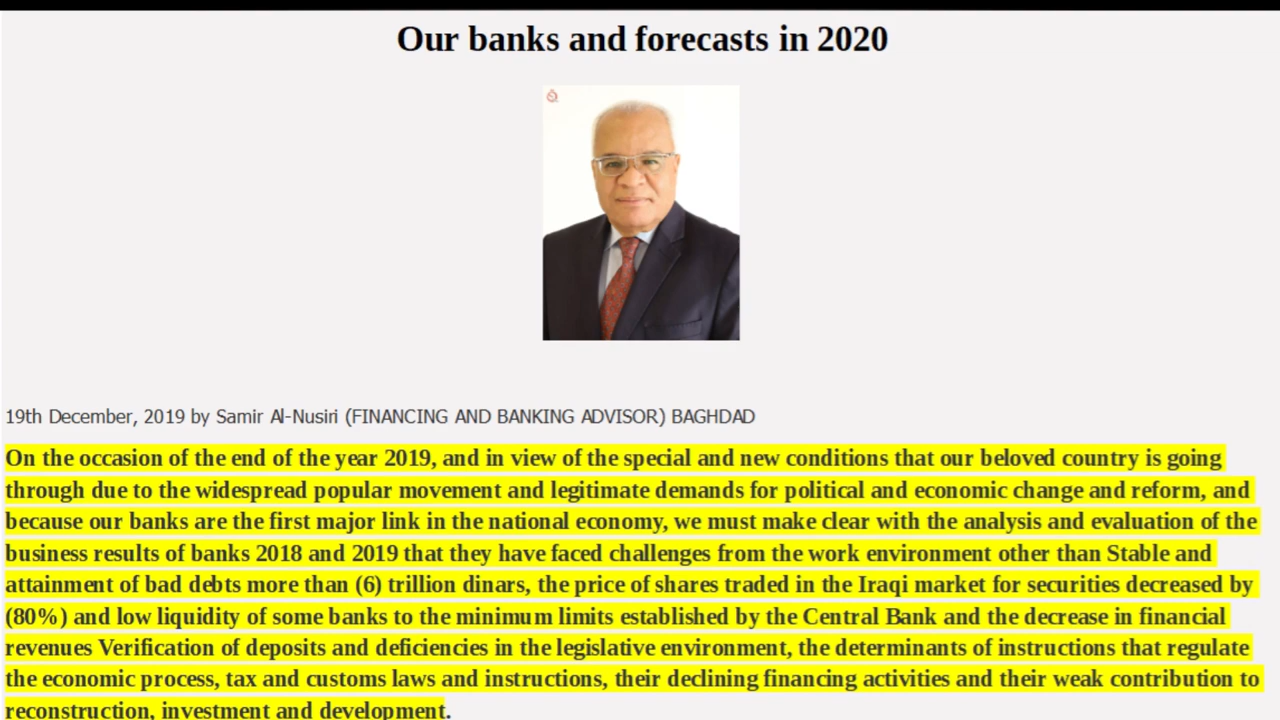 Our banks and forecasts in 2020
19th December, 2019 by Samir Al-Nusiri (FINANCING AND BANKING ADVISOR) BAGHDAD
On the occasion of the end of the year 2019, and in view of the special and new conditions that our beloved country is going
through due to the widespread popular movement and legitimate demands for political and economic change and reform, and
because our banks are the first major link in the national economy, we must make clear with the analysis and evaluation of the
business results of banks 2018 and 2019 that they have faced challenges from the work environment other than Stable and
attainment of bad debts more than (6) trillion dinars, the price of shares traded in the Iraqi market for securities decreased by
(80%) and low liquidity of some banks to the minimum limits established by the Central Bank and the decrease in financial
revenues Verification of deposits and deficiencies in the legislative environment, the determinants of instructions that regulate
the economic process, tax and customs laws and instructions, their declining financing activities and their weak contribution to
reconstruction, investment and development.